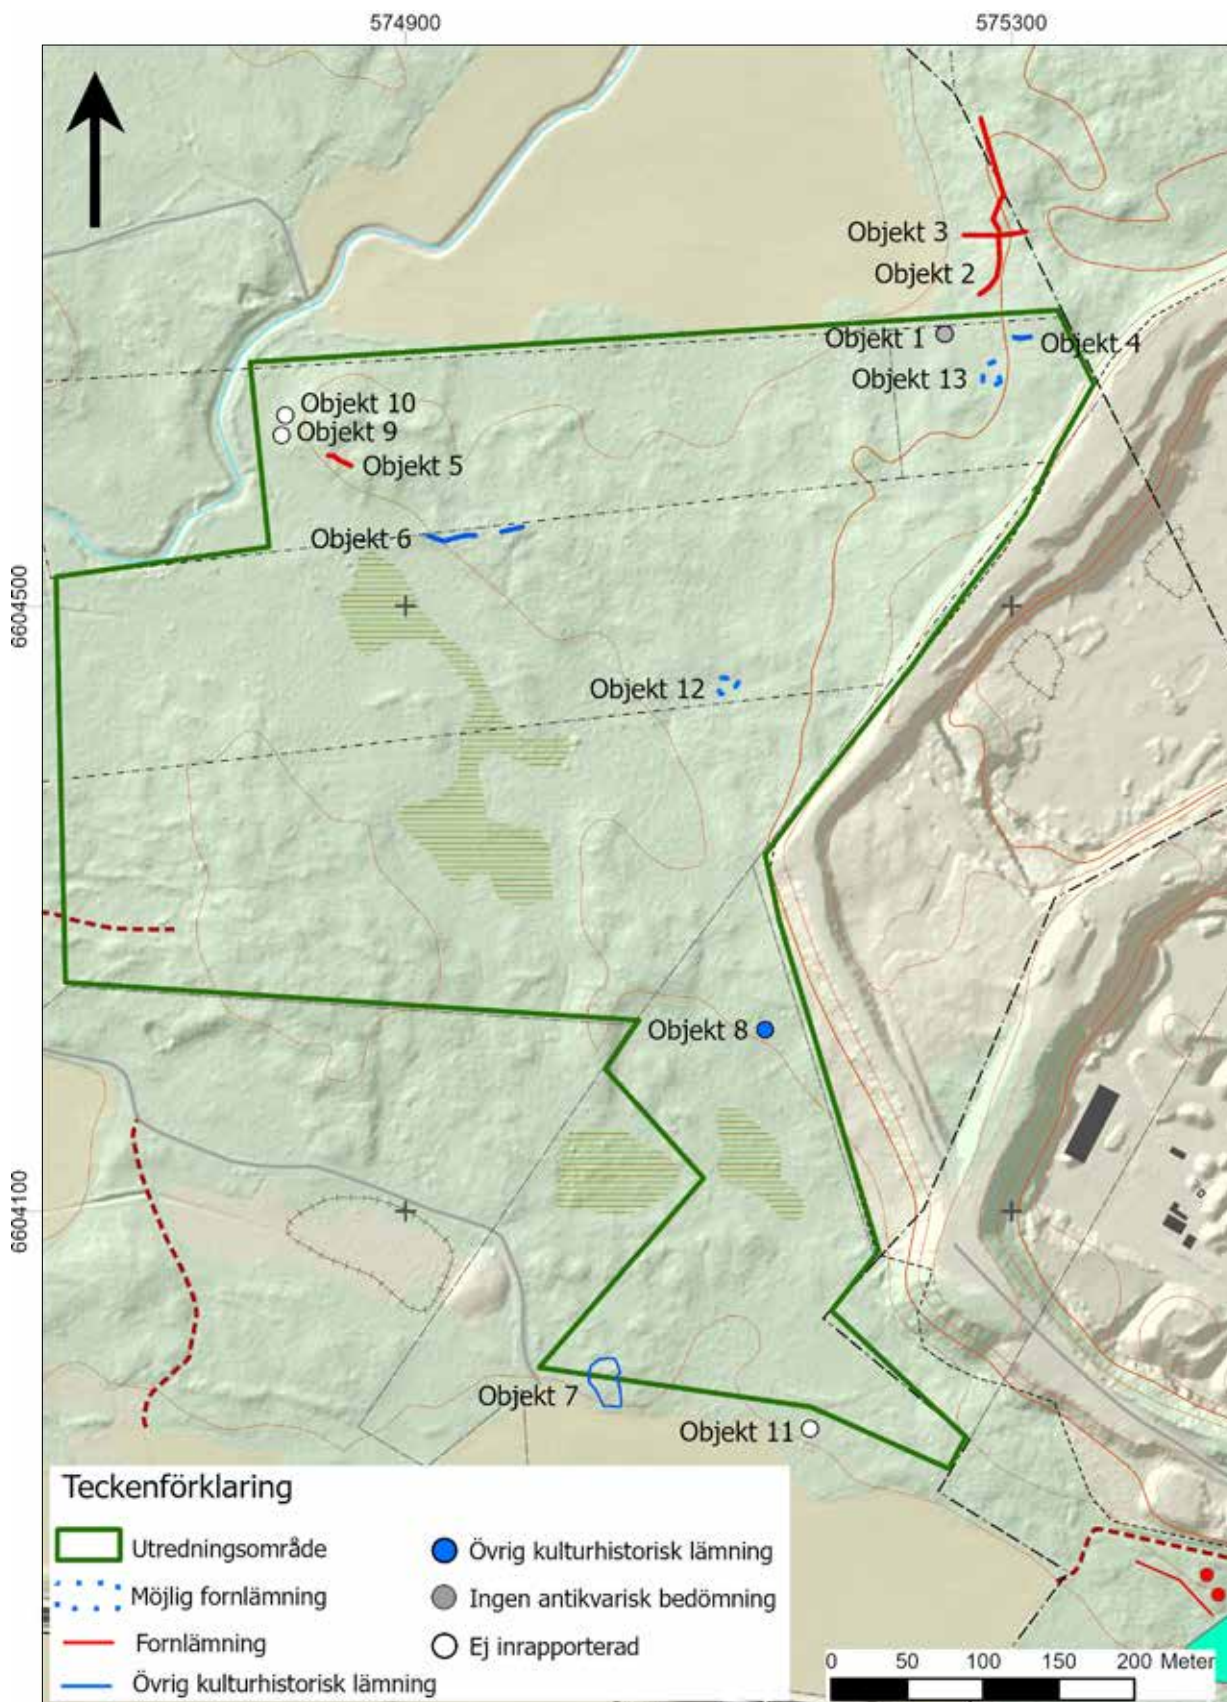 574900
575300
Objekt 3
Objekt 2
Objekt 1
Objekt 4
Objekt 13
Objekt 10
Objekt 9
Objekt 5
Objekt 6
6604500
Objekt 12
Objekt 8
6604100
Objekt 7
Objekt 11
Teckenförklaring
Utredningsområde
Möjlig fornlämning
Fornlämning
Övrig kulturhistorisk lämning
Övrig kulturhistorisk lämning
Ingen antikvarisk bedömning
Ej inrapporterad
0 50 100 150 200 Meter